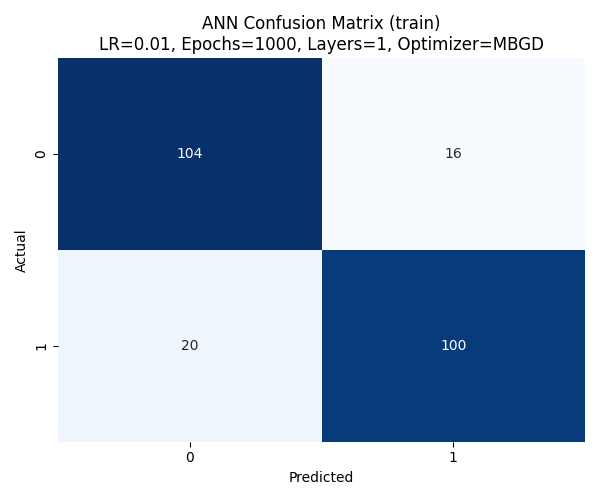 ANN Confusion Matrix (train)
LR=0.01, Epochs=1000, Layers=1, Optimizer=MBGD
Actual
0
104
16
1
20
100
0
1
Predicted